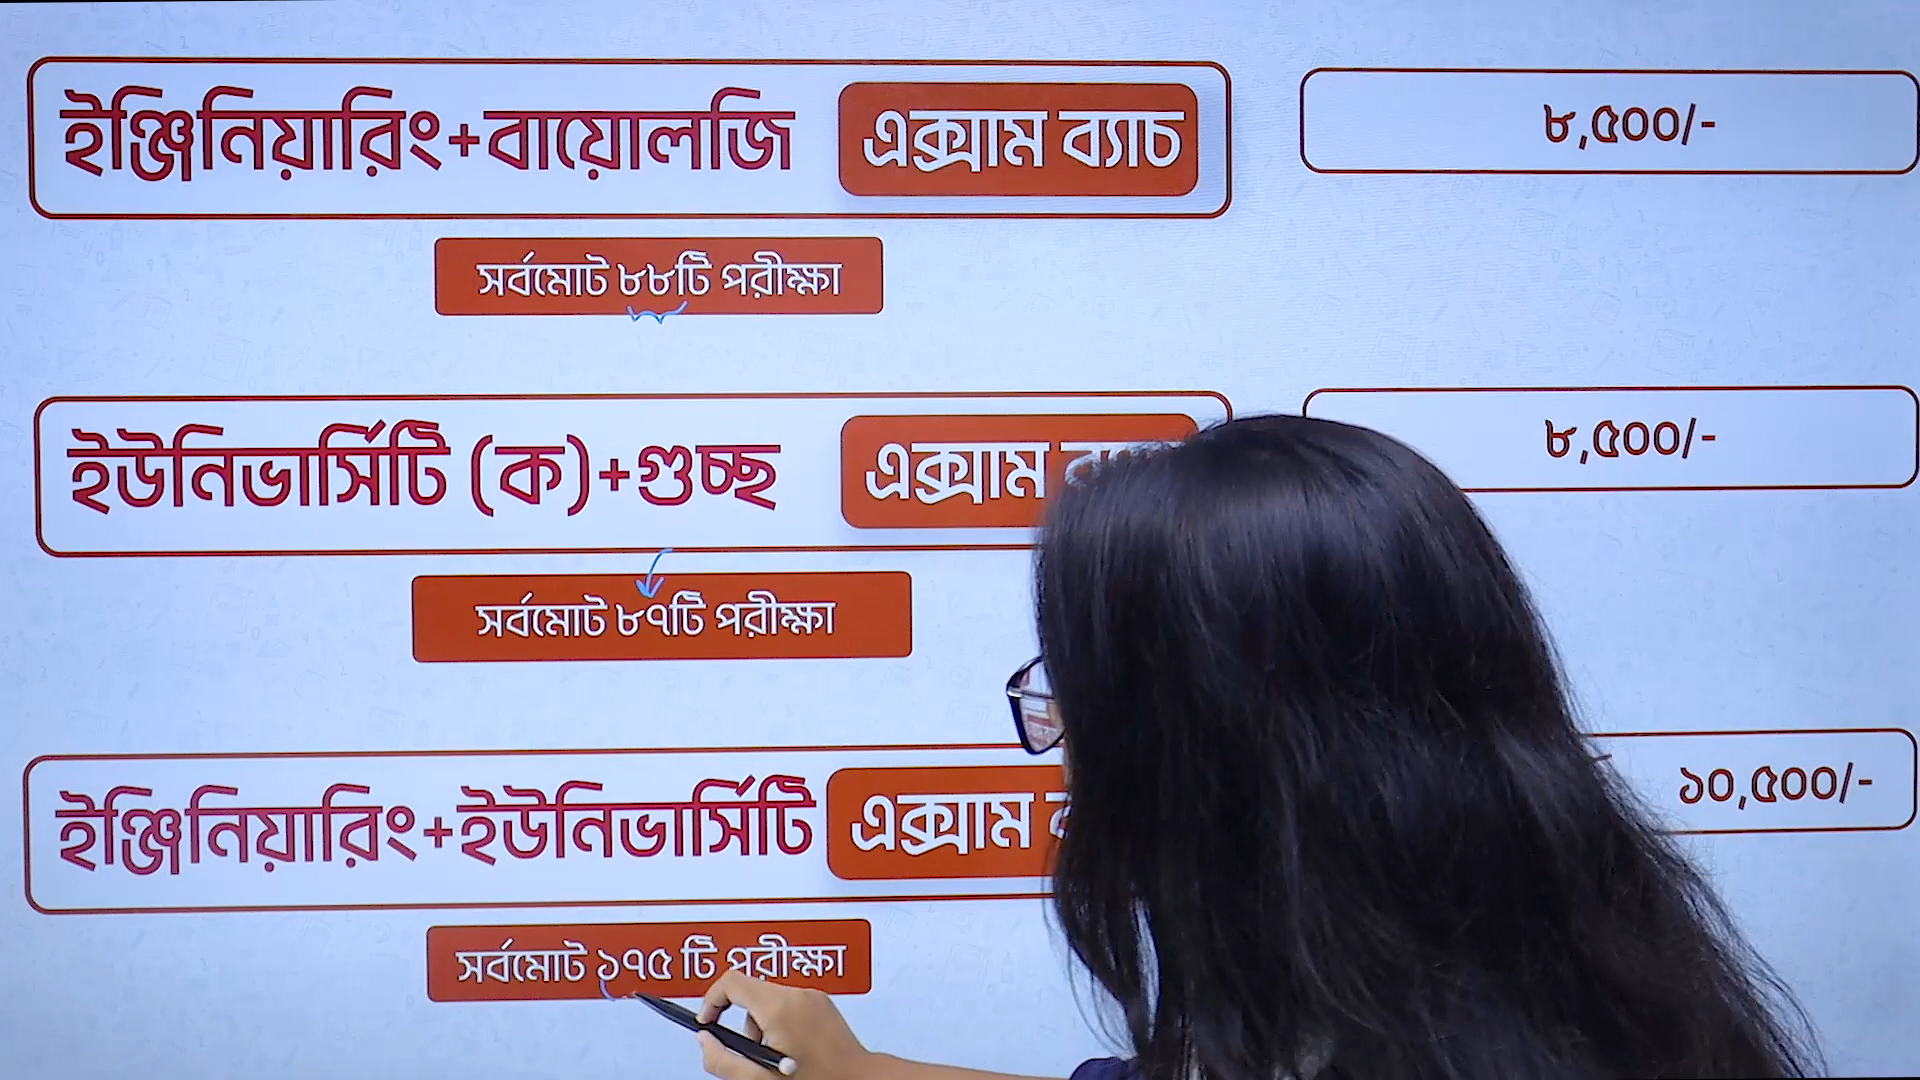 ইঞ্জিনিয়ারিং+বায়োলজি এক্সাম ব্যাচ ৮,৫০০/-
সর্বমোট ৮৮টি পরীক্ষা
ইউনিভার্সিটি (ক)+গুচ্ছ এক্সাম ৮,৫০০/-
সর্বমোট ৮৭টি পরীক্ষা
ইঞ্জিনিয়ারিং+ইউনিভার্সিটি এক্সাম ১০,৫০০/-
সর্বমোট ১৭৫ টি পরীক্ষা